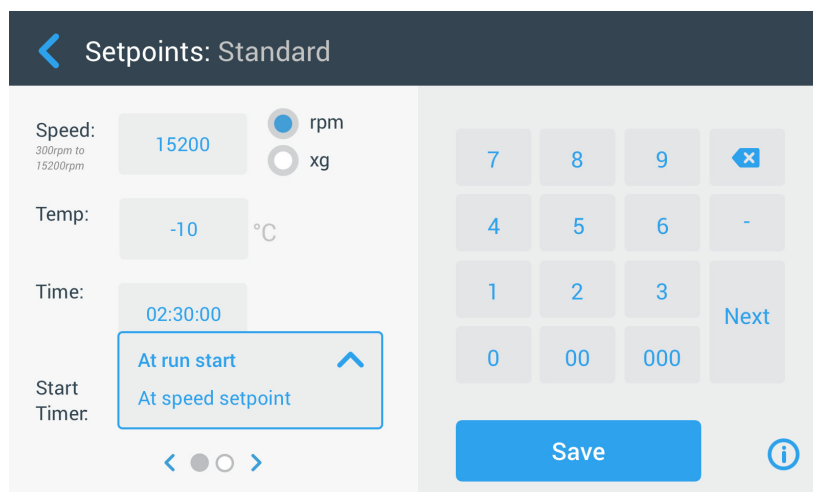 Setpoints: Standard
Speed:
300rpm to
15200rpm
15200
rpm
xg
Temp:
-10
°C
Time:
02:30:00
Start
Timer:
At run start
At speed setpoint
7 8 9
4 5 6 -
1 2 3
Next
0 00 000
Save